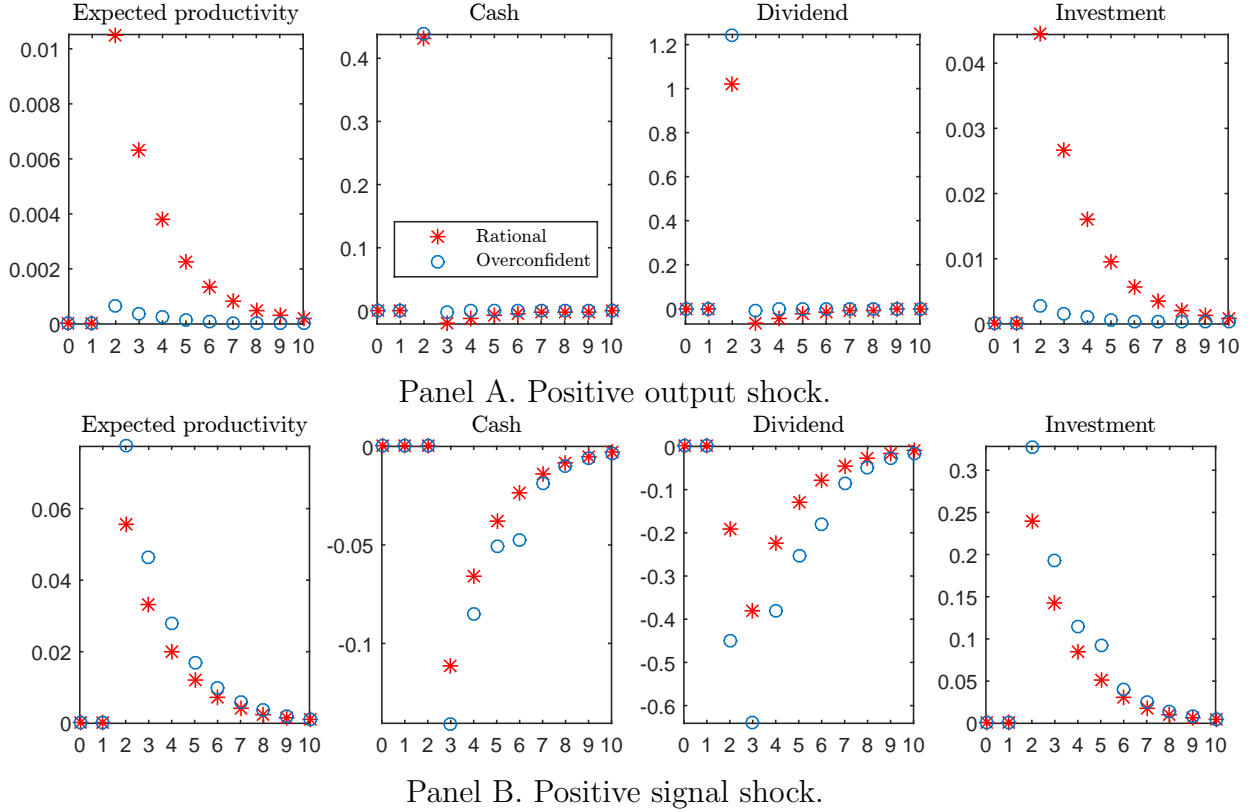 Expected productivity
Cash
Dividend
Investment
0.01
0.008
0.006
0.004
0.002
0
0 1 2 3 4 5 6 7 8 9 10
0.4
0.3
0.2
0.1
0
0 1 2 3 4 5 6 7 8 9 10
Rational
Overconfident
1.2
1
0.8
0.6
0.4
0.2
0
0 1 2 3 4 5 6 7 8 9 10
0.04
0.03
0.02
0.01
0
0 1 2 3 4 5 6 7 8 9 10
Panel A. Positive output shock.
Expected productivity
Cash
Dividend
Investment
0.06
0.04
0.02
0
0 1 2 3 4 5 6 7 8 9 10
0
-0.05
-0.1
0 1 2 3 4 5 6 7 8 9 10
0
-0.1
-0.2
-0.3
-0.4
-0.5
-0.6
0 1 2 3 4 5 6 7 8 9 10
0.3
0.25
0.2
0.15
0.1
0.05
0
0 1 2 3 4 5 6 7 8 9 10
Panel B. Positive signal shock.